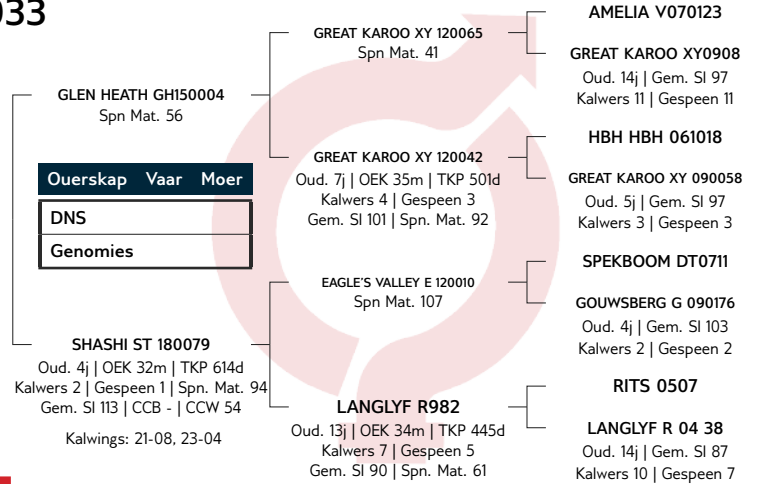 033
GLEN HEATH GH150004
Spn Mat. 56
Ouerskap Vaar Moer
DNS
Genomies
SHASHI ST 180079
Oud. 4j | OEK 32m | TKP 614d
Kalwers 2 | Gespeen 1 | Spn. Mat. 94
Gem. SI 113 | CCB - | CCW 54
Kalwings: 21-08, 23-04
GREAT KAROO XY 120065
Spn Mat. 41
GREAT KAROO XY 120042
Oud. 7j | OEK 35m | TKP 501d
Kalwers 4 | Gespeen 3
Gem. SI 101 | Spn. Mat. 92
EAGLE'S VALLEY E 120010
Spn Mat. 107
LANGLYF R982
Oud. 13j | OEK 34m | TKP 445d
Kalwers 7 | Gespeen 5
Gem. SI 90 | Spn. Mat. 61
AMELIA V070123
GREAT KAROO XY0908
Oud. 14j | Gem. SI 97
Kalwers 11 | Gespeen 11
HBH HBH 061018
GREAT KAROO XY 090058
Oud. 5j | Gem. SI 97
Kalwers 3 | Gespeen 3
SPEKBOOM DT0711
GOUWSBERG G 090176
Oud. 4j | Gem. SI 103
Kalwers 2 | Gespeen 2
RITS 0507
LANGLYF R 04 38
Oud. 14j | Gem. SI 87
Kalwers 10 | Gespeen 7